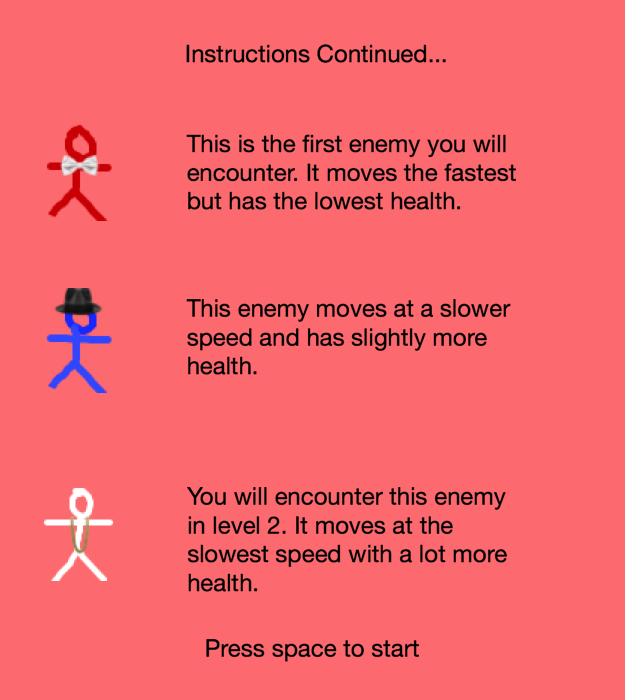 Instructions Continued...
This is the first enemy you will
encounter. It moves the fastest
but has the lowest health.
This enemy moves at a slower
speed and has slightly more
health.
You will encounter this enemy
in level 2. It moves at the
slowest speed with a lot more
health.
Press space to start